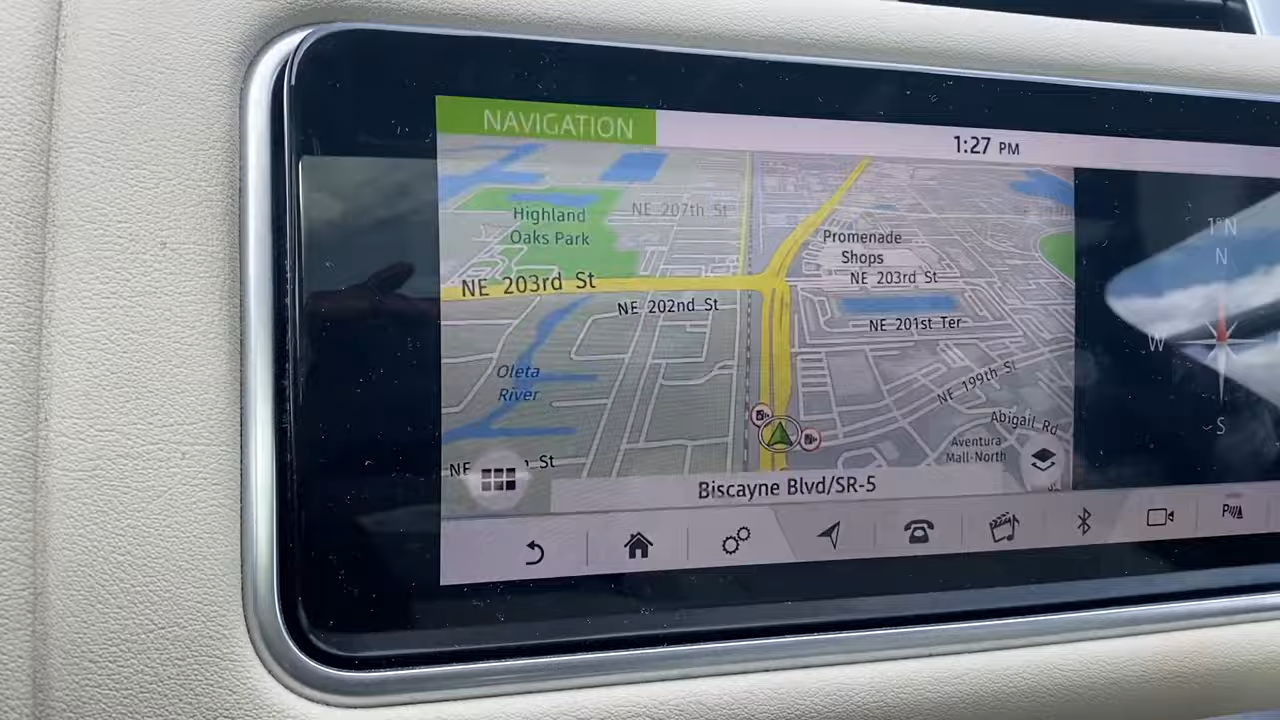 NAVIGATION
1:27 PM
Highland
Oaks Park
NE 207th St
Promenade
Shops
NE 203rd St
NE 203rd St
NE 202nd St
NE 201st Ter
Oleta
River
NE 199th St
Abigail Rd
Aventura
Mall-North
NE
St
Biscayne Blvd/SR-5
1°N
N
W
S
P